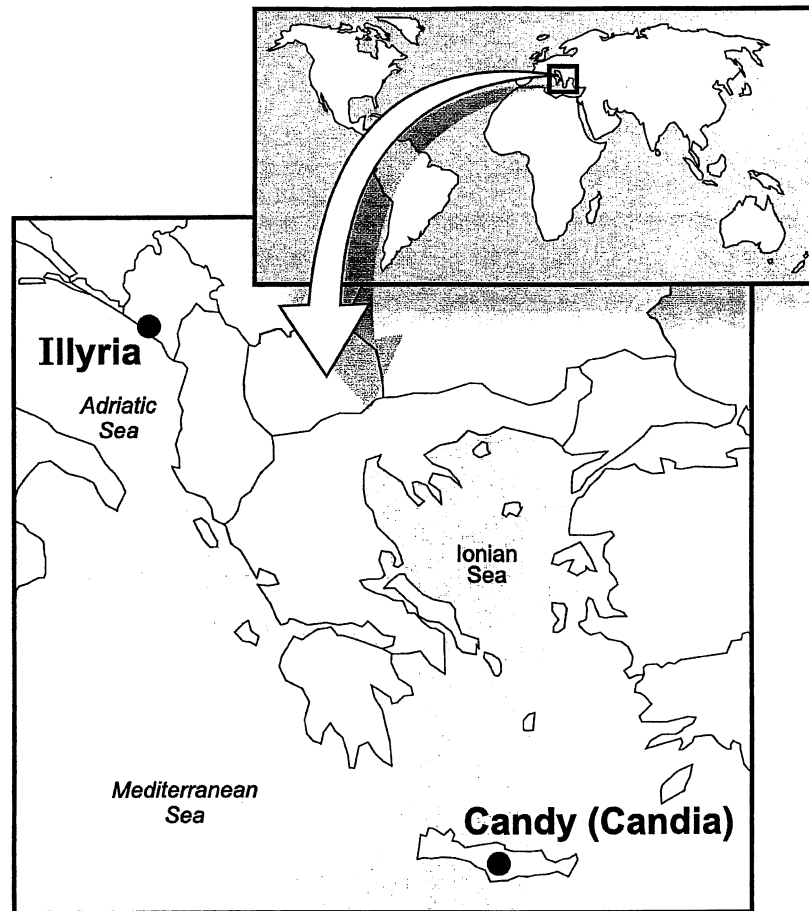 Illyria
Adriatic
Sea
Ionian
Sea
Mediterranean
Sea
Candy (Candia)